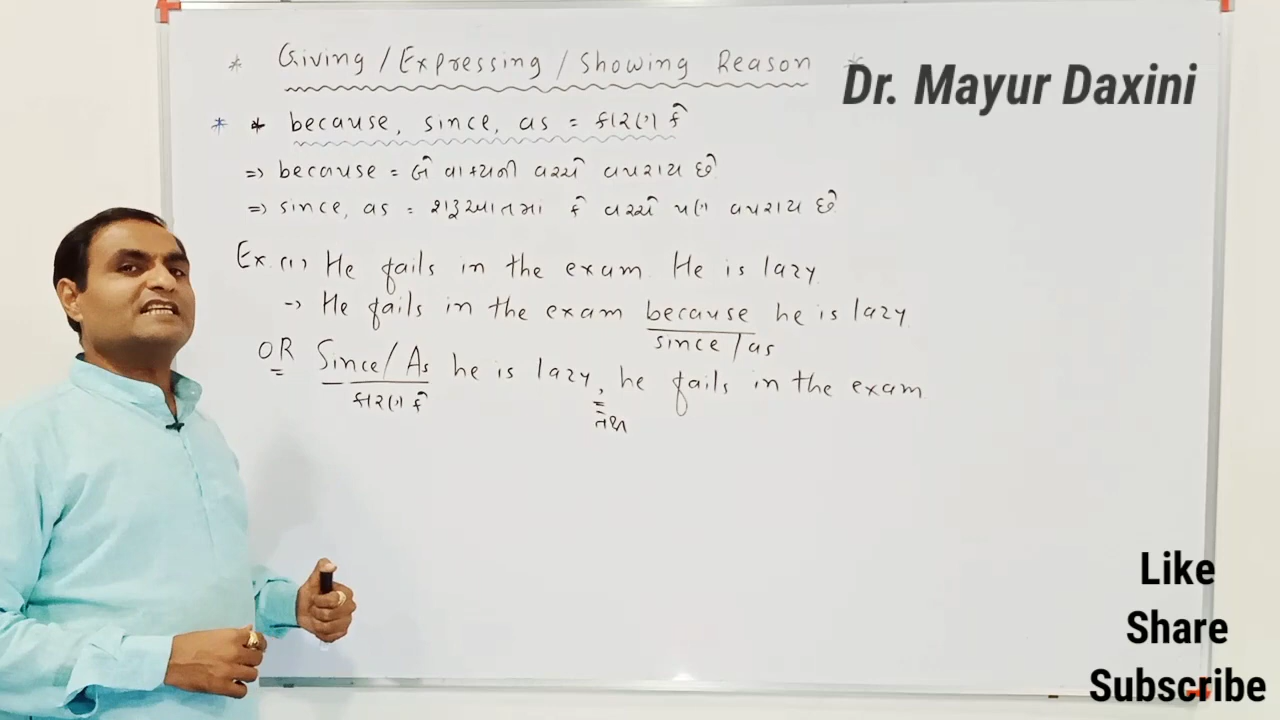 * Giving / Expressing / Showing Reason *
Dr. Mayur Daxini
* * because, since, as = કારણ કે
=> because = બે વાક્યની વચ્ચે વપરાય છે
=> since, as = શરૂઆતમા કે વચ્ચે પણ વપરાય છે
Ex. (1) He fails in the exam. He is lazy.
-> He fails in the exam because he is lazy
since / as
OR Since / As he is lazy, he fails in the exam
કારણ કે
તેથી
Like
Share
Subscribe